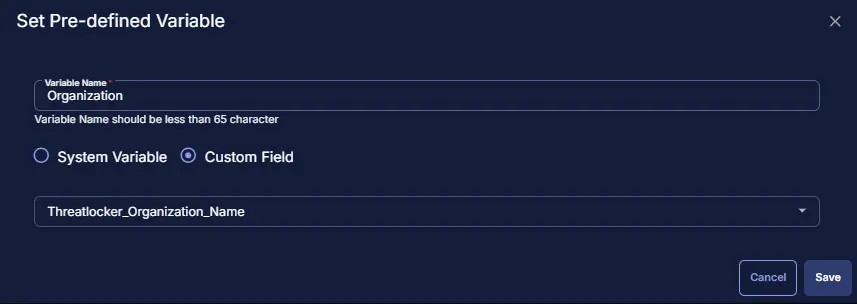 Set Pre-defined Variable
Variable Name *
Organization
Variable Name should be less than 65 character
System Variable Custom Field
Threatlocker_Organization_Name
Cancel Save